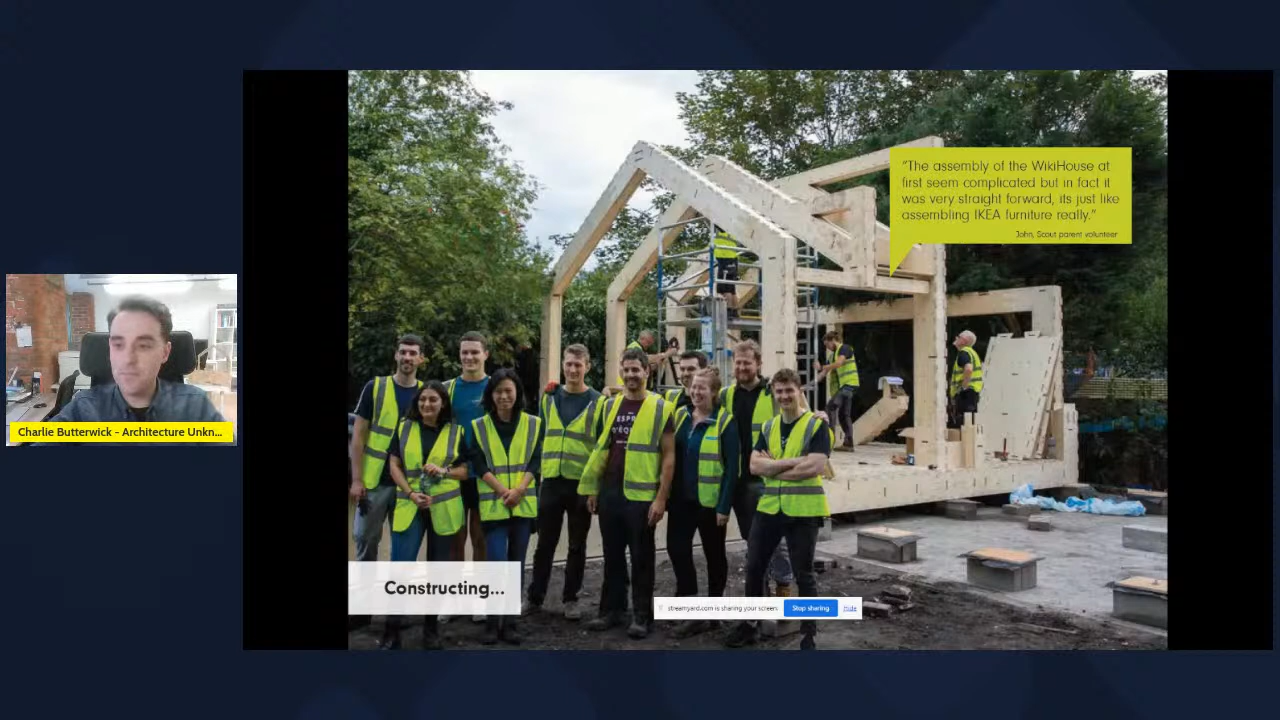 "The assembly of the WikiHouse at
first seem complicated but in fact it
was very straight forward, its just like
assembling IKEA furniture really."
John, Scout parent volunteer
Charlie Butterwick - Architecture Unkn...
Constructing...
streamyard.com is sharing your screen
Stop sharing
Hide